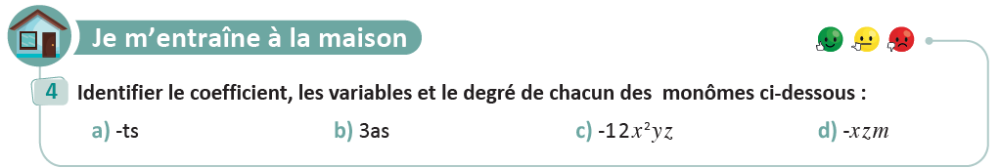 Je m'entraîne à la maison
4 Identifier le coefficient, les variables et le degré de chacun des monômes ci-dessous :
a) -ts b) 3as c) -12x²yz d) -xzm